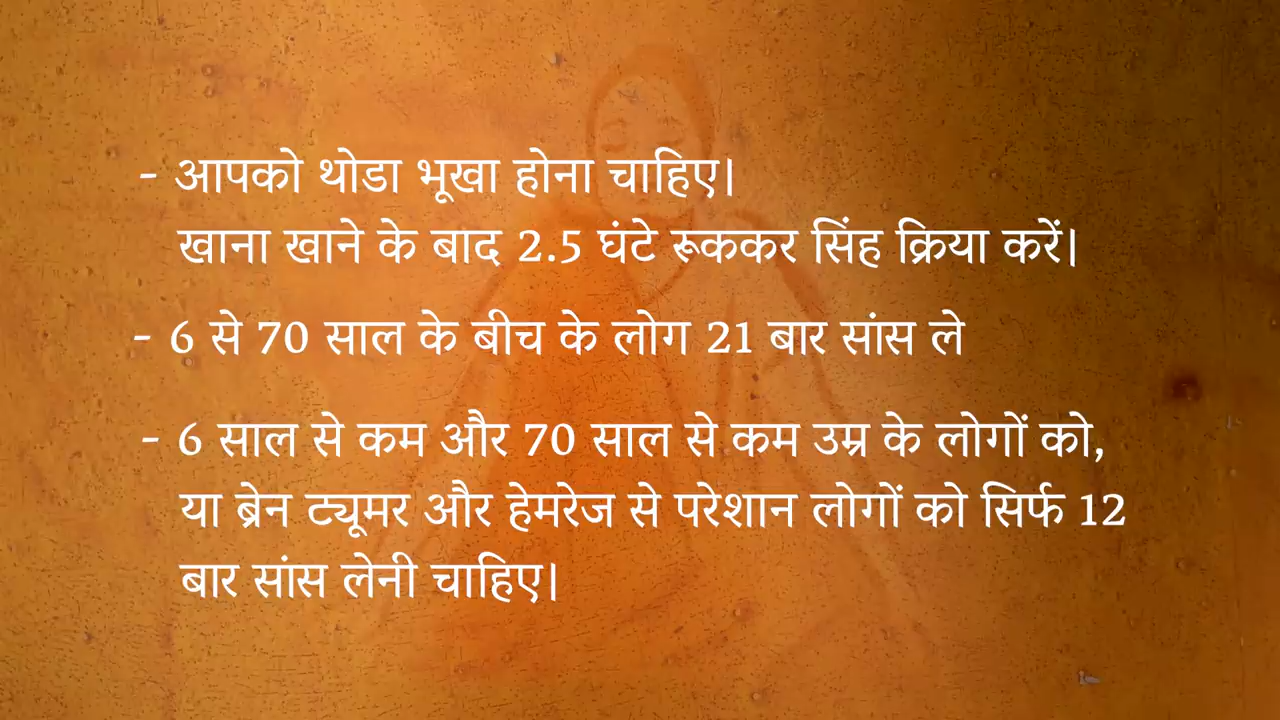 - आपको थोडा भूखा होना चाहिए।
खाना खाने के बाद 2.5 घंटे रूककर सिंह क्रिया करें।
- 6 से 70 साल के बीच के लोग 21 बार सांस ले
- 6 साल से कम और 70 साल से कम उम्र के लोगों को,
या ब्रेन ट्यूमर और हेमरेज से परेशान लोगों को सिर्फ 12
बार सांस लेनी चाहिए।